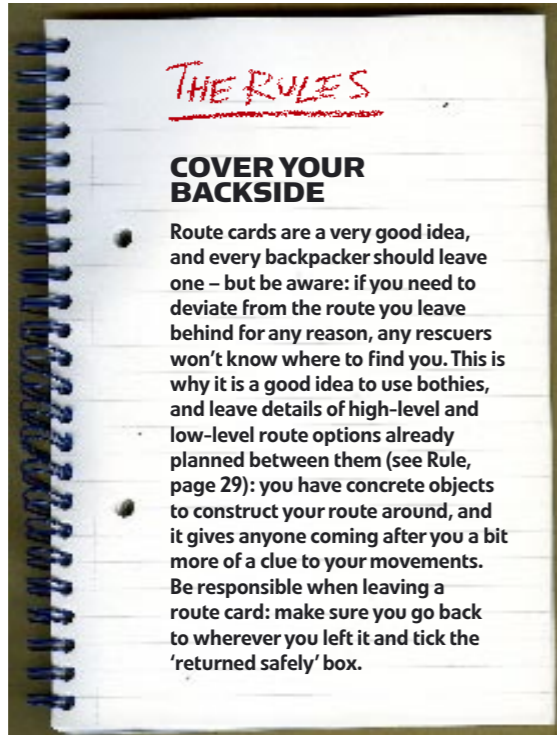 THE RULES
COVER YOUR
BACKSIDE
Route cards are a very good idea,
and every backpacker should leave
one – but be aware: if you need to
deviate from the route you leave
behind for any reason, any rescuers
won't know where to find you. This is
why it is a good idea to use bothies,
and leave details of high-level and
low-level route options already
planned between them (see Rule,
page 29): you have concrete objects
to construct your route around, and
it gives anyone coming after you a bit
more of a clue to your movements.
Be responsible when leaving a
route card: make sure you go back
to wherever you left it and tick the
'returned safely' box.